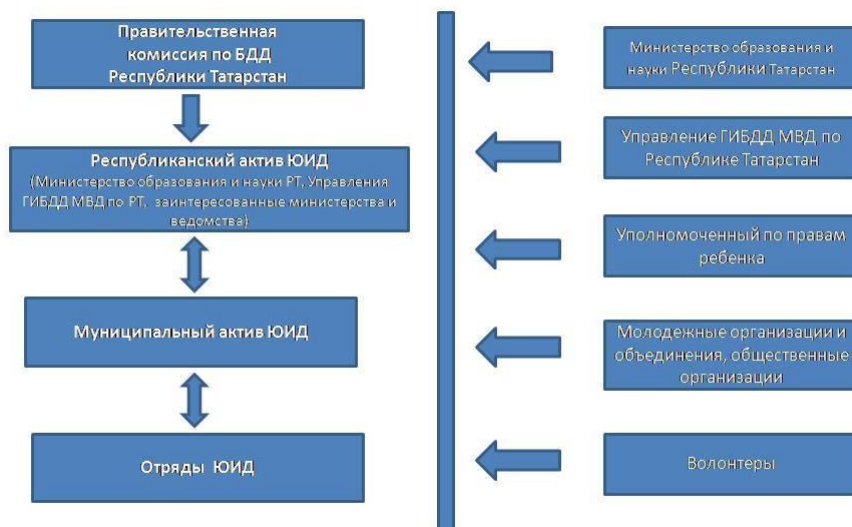 Правительственная
комиссия по БДД
Республики Татарстан
Республиканский актив ЮИД
(Министерство образования и науки РТ, Управления
ГИБДД МВД по РТ, заинтересованные министерства и
ведомства)
Муниципальный актив ЮИД
Отряды ЮИД
Министерство образования и
науки Республики Татарстан
Управление ГИБДД МВД по
Республике Татарстан
Уполномоченный по правам
ребенка
Молодежные организации и
объединения, общественные
организации
Волонтеры